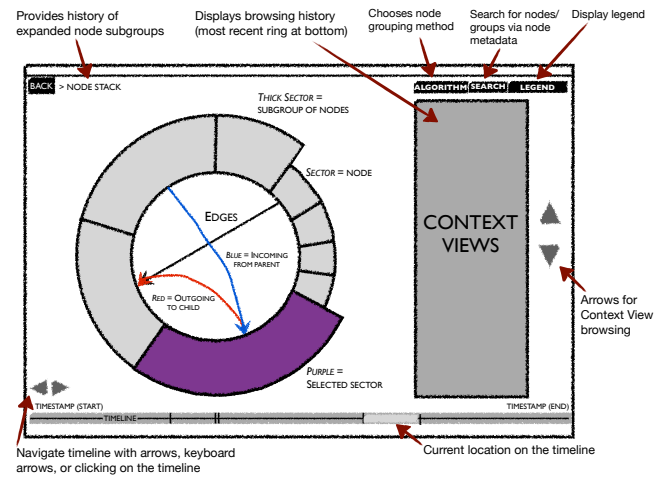 Provides history of
expanded node subgroups
Displays browsing history
(most recent ring at bottom)
Chooses node
grouping method
Search for nodes/
groups via node
metadata
Display legend
BACK > NODE STACK
ALGORITHM SEARCH LEGEND
THICK SECTOR =
SUBGROUP OF NODES
SECTOR = NODE
EDGES
BLUE = INCOMING
FROM PARENT
RED = OUTGOING
TO CHILD
CONTEXT
VIEWS
Arrows for
Context View
browsing
PURPLE =
SELECTED SECTOR
TIMESTAMP (START)
TIMESTAMP (END)
TIMELINE
Navigate timeline with arrows, keyboard
arrows, or clicking on the timeline
Current location on the timeline